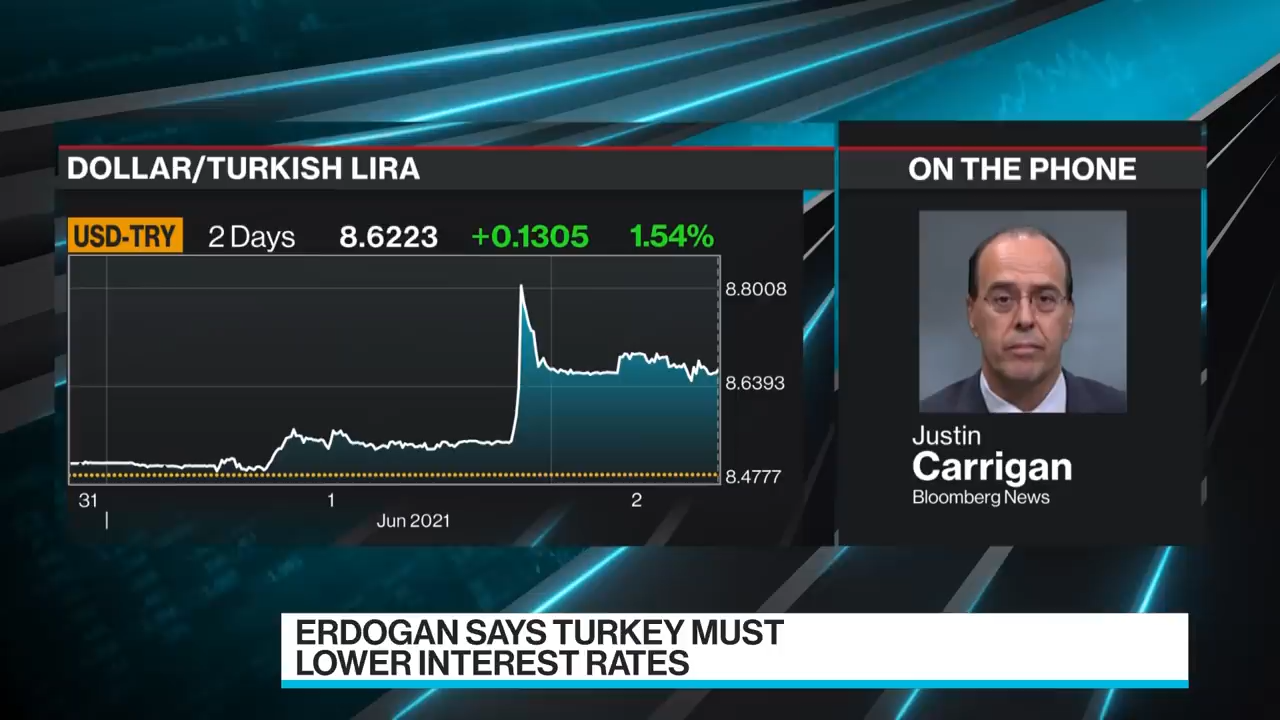 DOLLAR/TURKISH LIRA
USD-TRY 2 Days 8.6223 +0.1305 1.54%
8.8008
8.6393
8.4777
31 1 2
Jun 2021
ON THE PHONE
Justin
Carrigan
Bloomberg News
ERDOGAN SAYS TURKEY MUST
LOWER INTEREST RATES